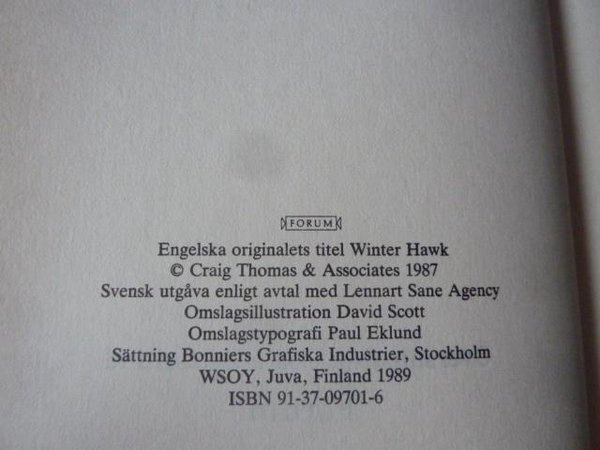 FORUM
Engelska originalets titel Winter Hawk
© Craig Thomas & Associates 1987
Svensk utgåva enligt avtal med Lennart Sane Agency
Omslagsillustration David Scott
Omslagstypografi Paul Eklund
Sättning Bonniers Grafiska Industrier, Stockholm
WSOY, Juva, Finland 1989
ISBN 91-37-09701-6